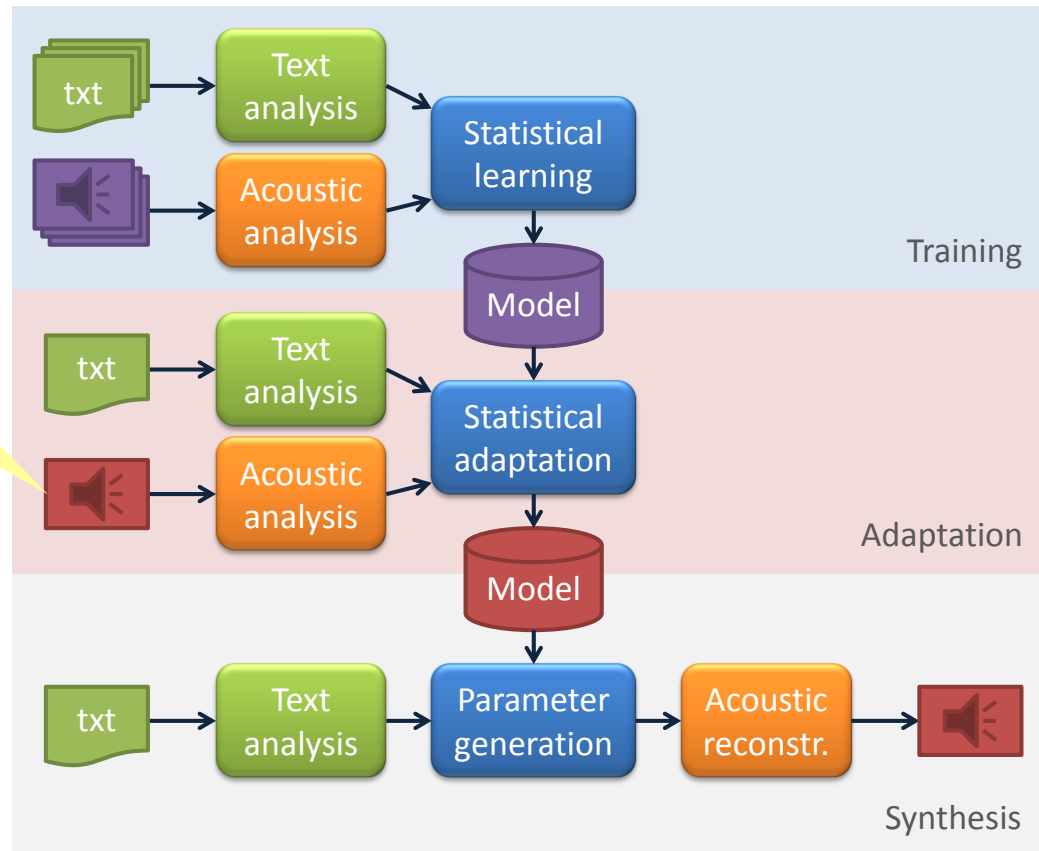 txt
Text
analysis
Statistical
learning
Acoustic
analysis
Training
Model
txt
Text
analysis
Statistical
adaptation
Acoustic
analysis
Adaptation
Model
txt
Text
analysis
Parameter
generation
Acoustic
reconstr.
Synthesis